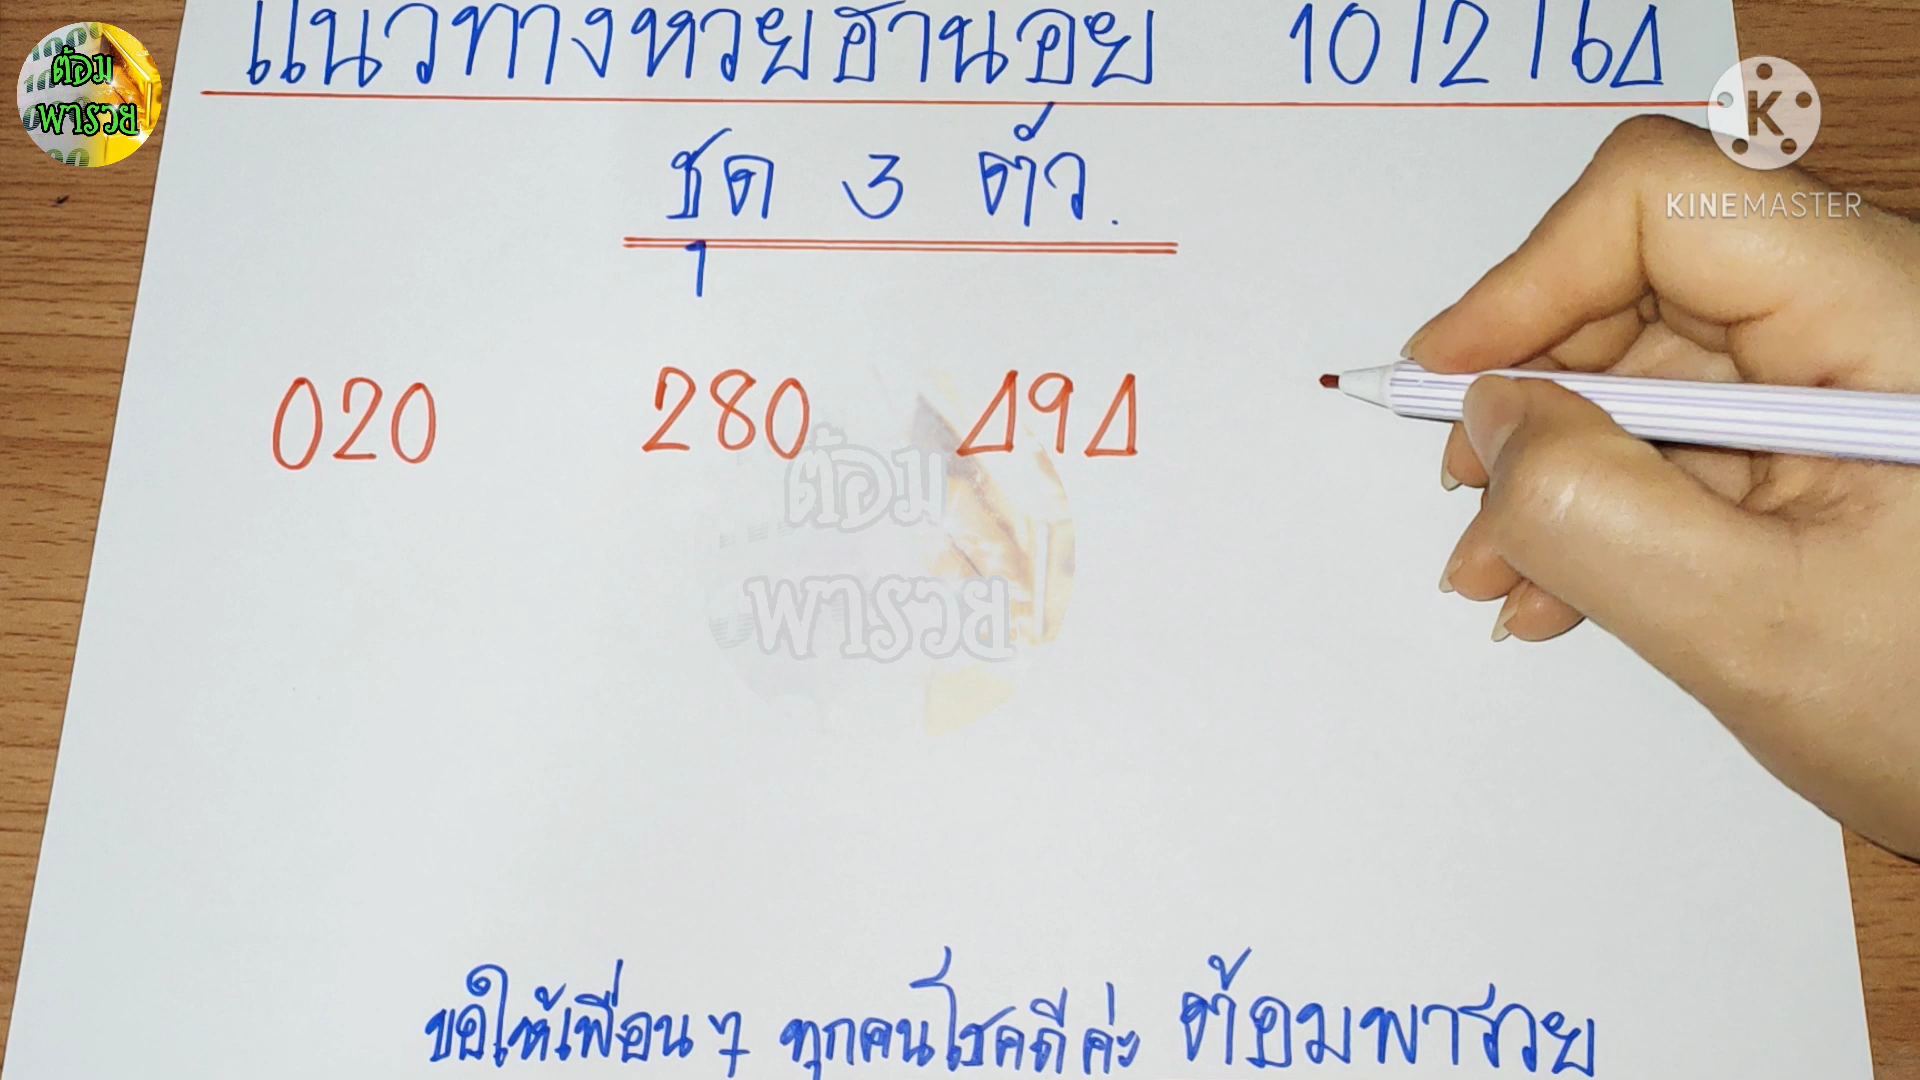 ต้อม
พารวย
แนวทางหวยฮานอย 10/2/64
KINEMASTER
ชุด 3 ตัว.
020 280 494
ต้อม
พารวย
ขอให้เพื่อน ๆ ทุกคนโชคดีค่ะ ต้อมพารวย